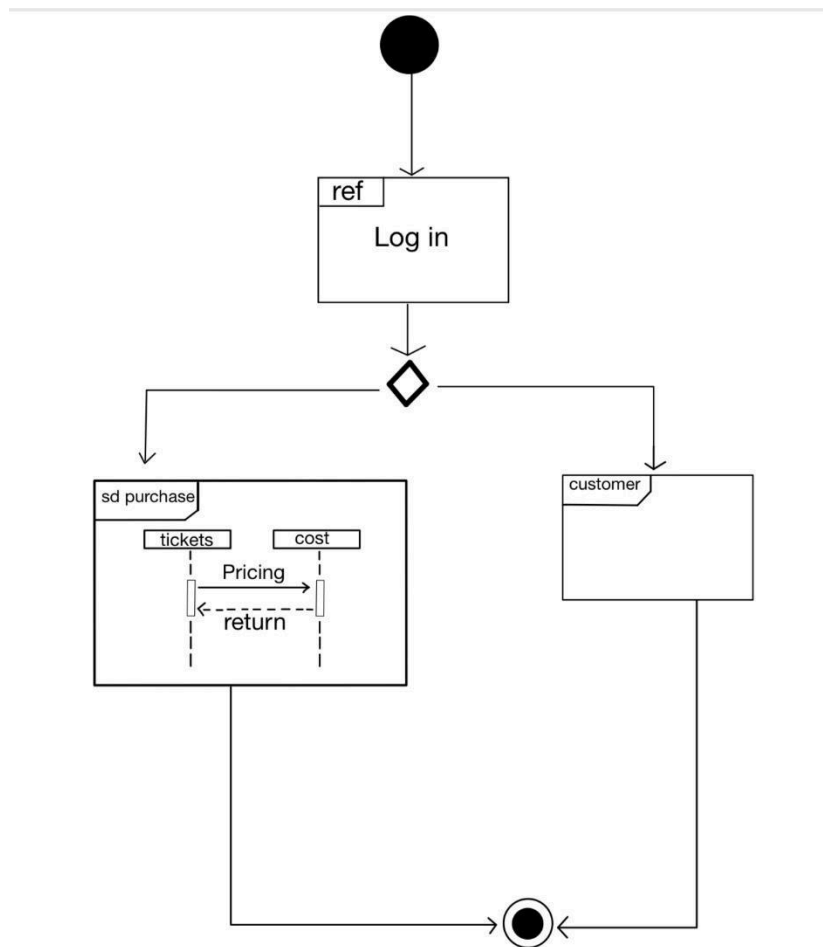 ref
Log in
sd purchase
tickets
cost
Pricing
return
customer